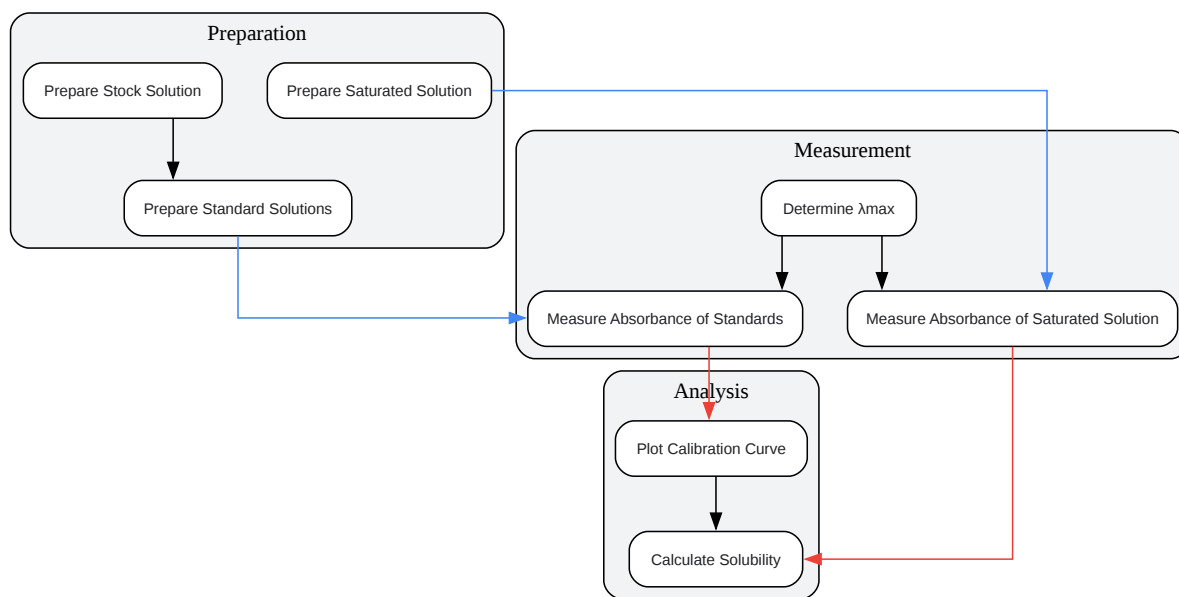 Preparation
Prepare Stock Solution
Prepare Saturated Solution
Prepare Standard Solutions
Measurement
Determine λmax
Measure Absorbance of Standards
Measure Absorbance of Saturated Solution
Analysis
Plot Calibration Curve
Calculate Solubility